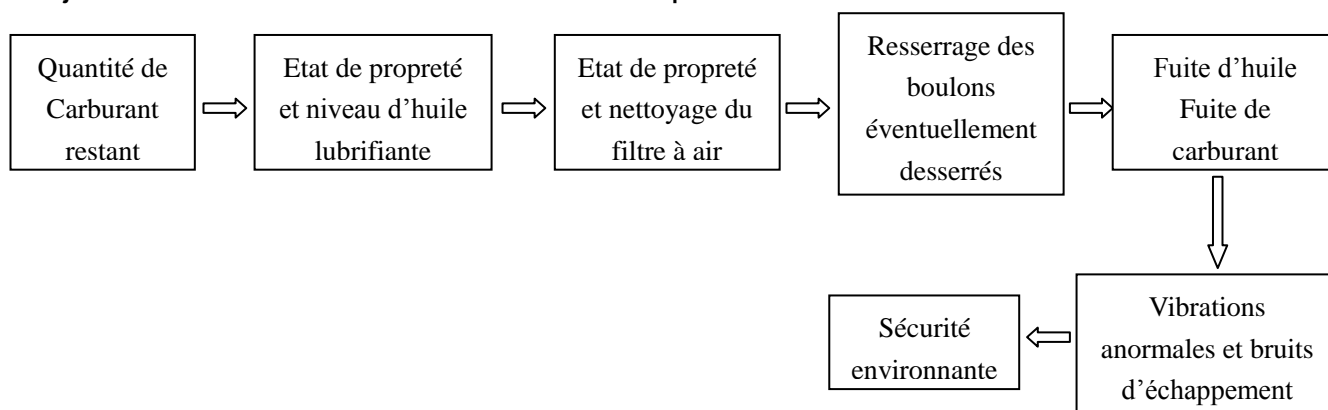 Quantité de
Carburant
restant
Etat de propreté
et niveau d’huile
lubrifiante
Etat de propreté
et nettoyage du
filtre à air
Resserrage des
boulons
éventuellement
desserrés
Fuite d’huile
Fuite de
carburant
Vibrations
anormales et bruits
d’échappement
Sécurité
environnante